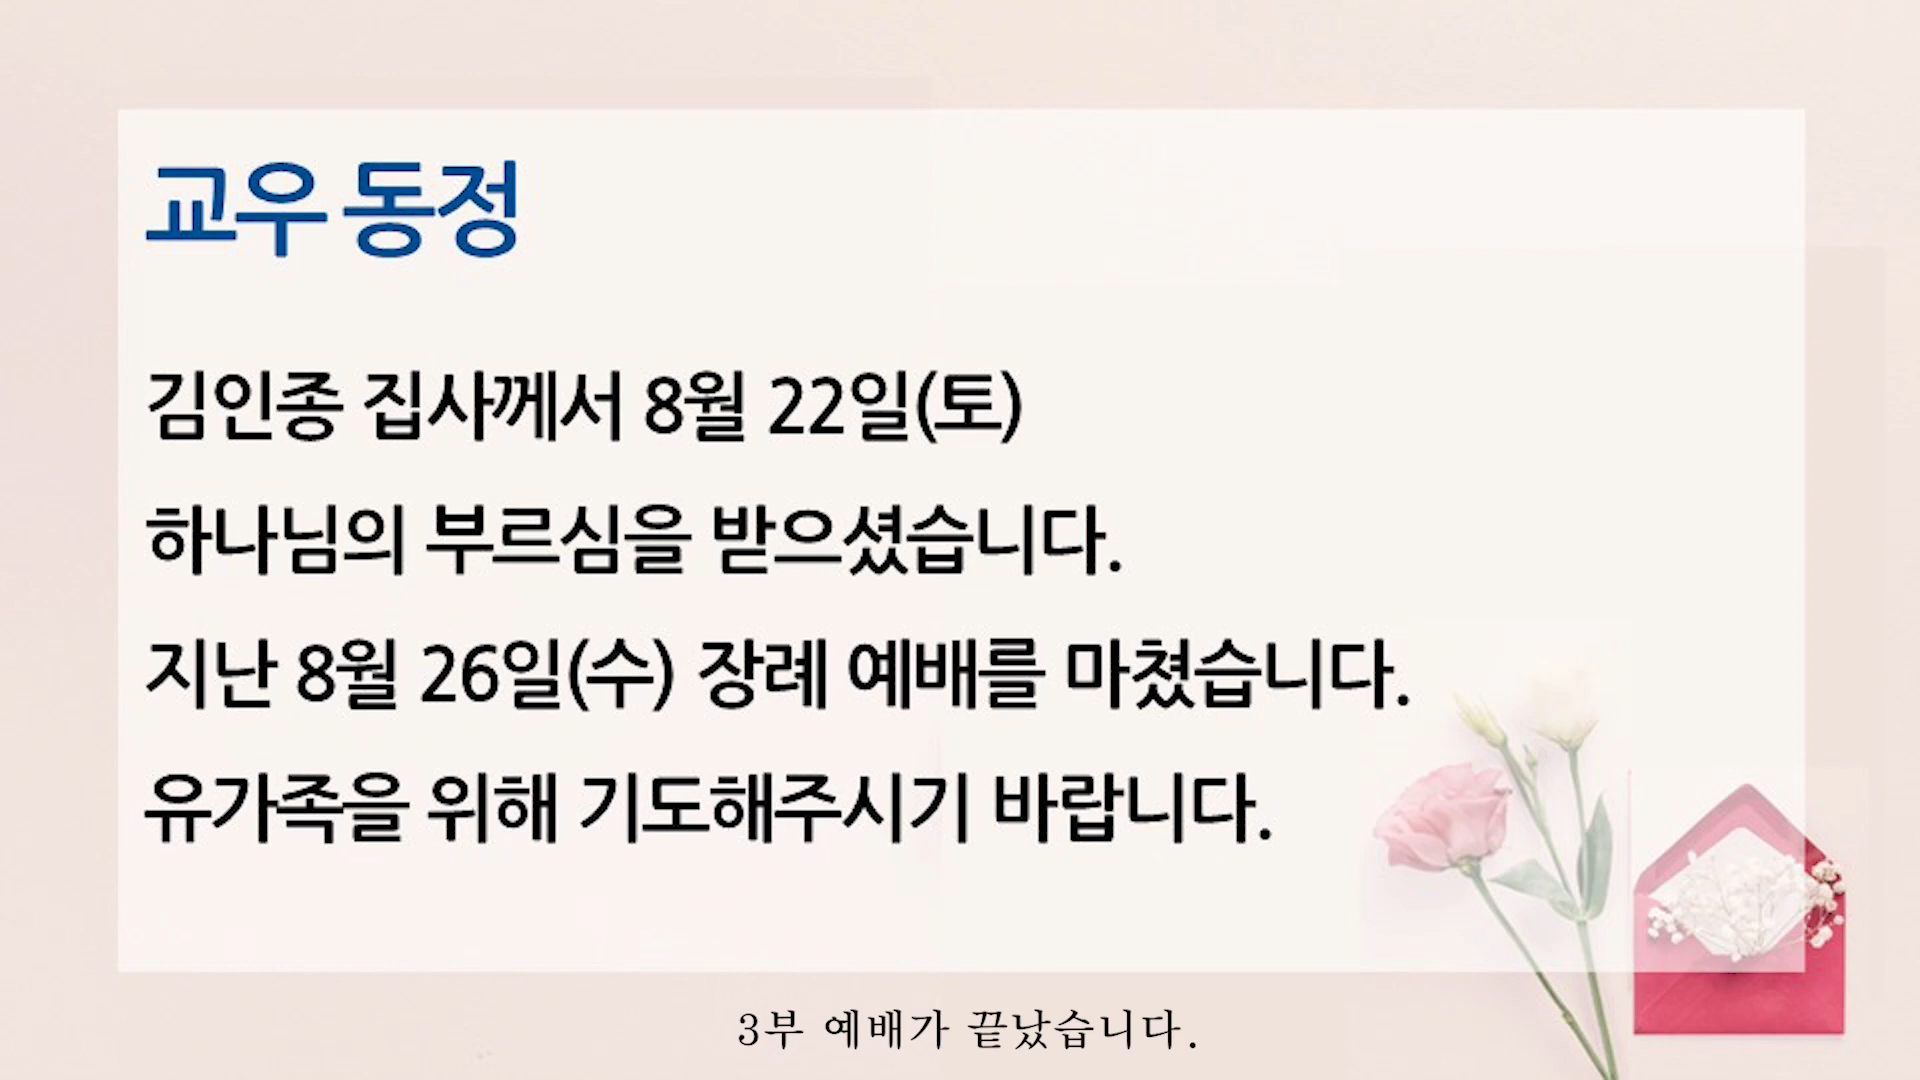 교우 동정
김인종 집사께서 8월 22일(토)
하나님의 부르심을 받으셨습니다.
지난 8월 26일(수) 장례 예배를 마쳤습니다.
유가족을 위해 기도해주시기 바랍니다.
3부 예배가 끝났습니다.